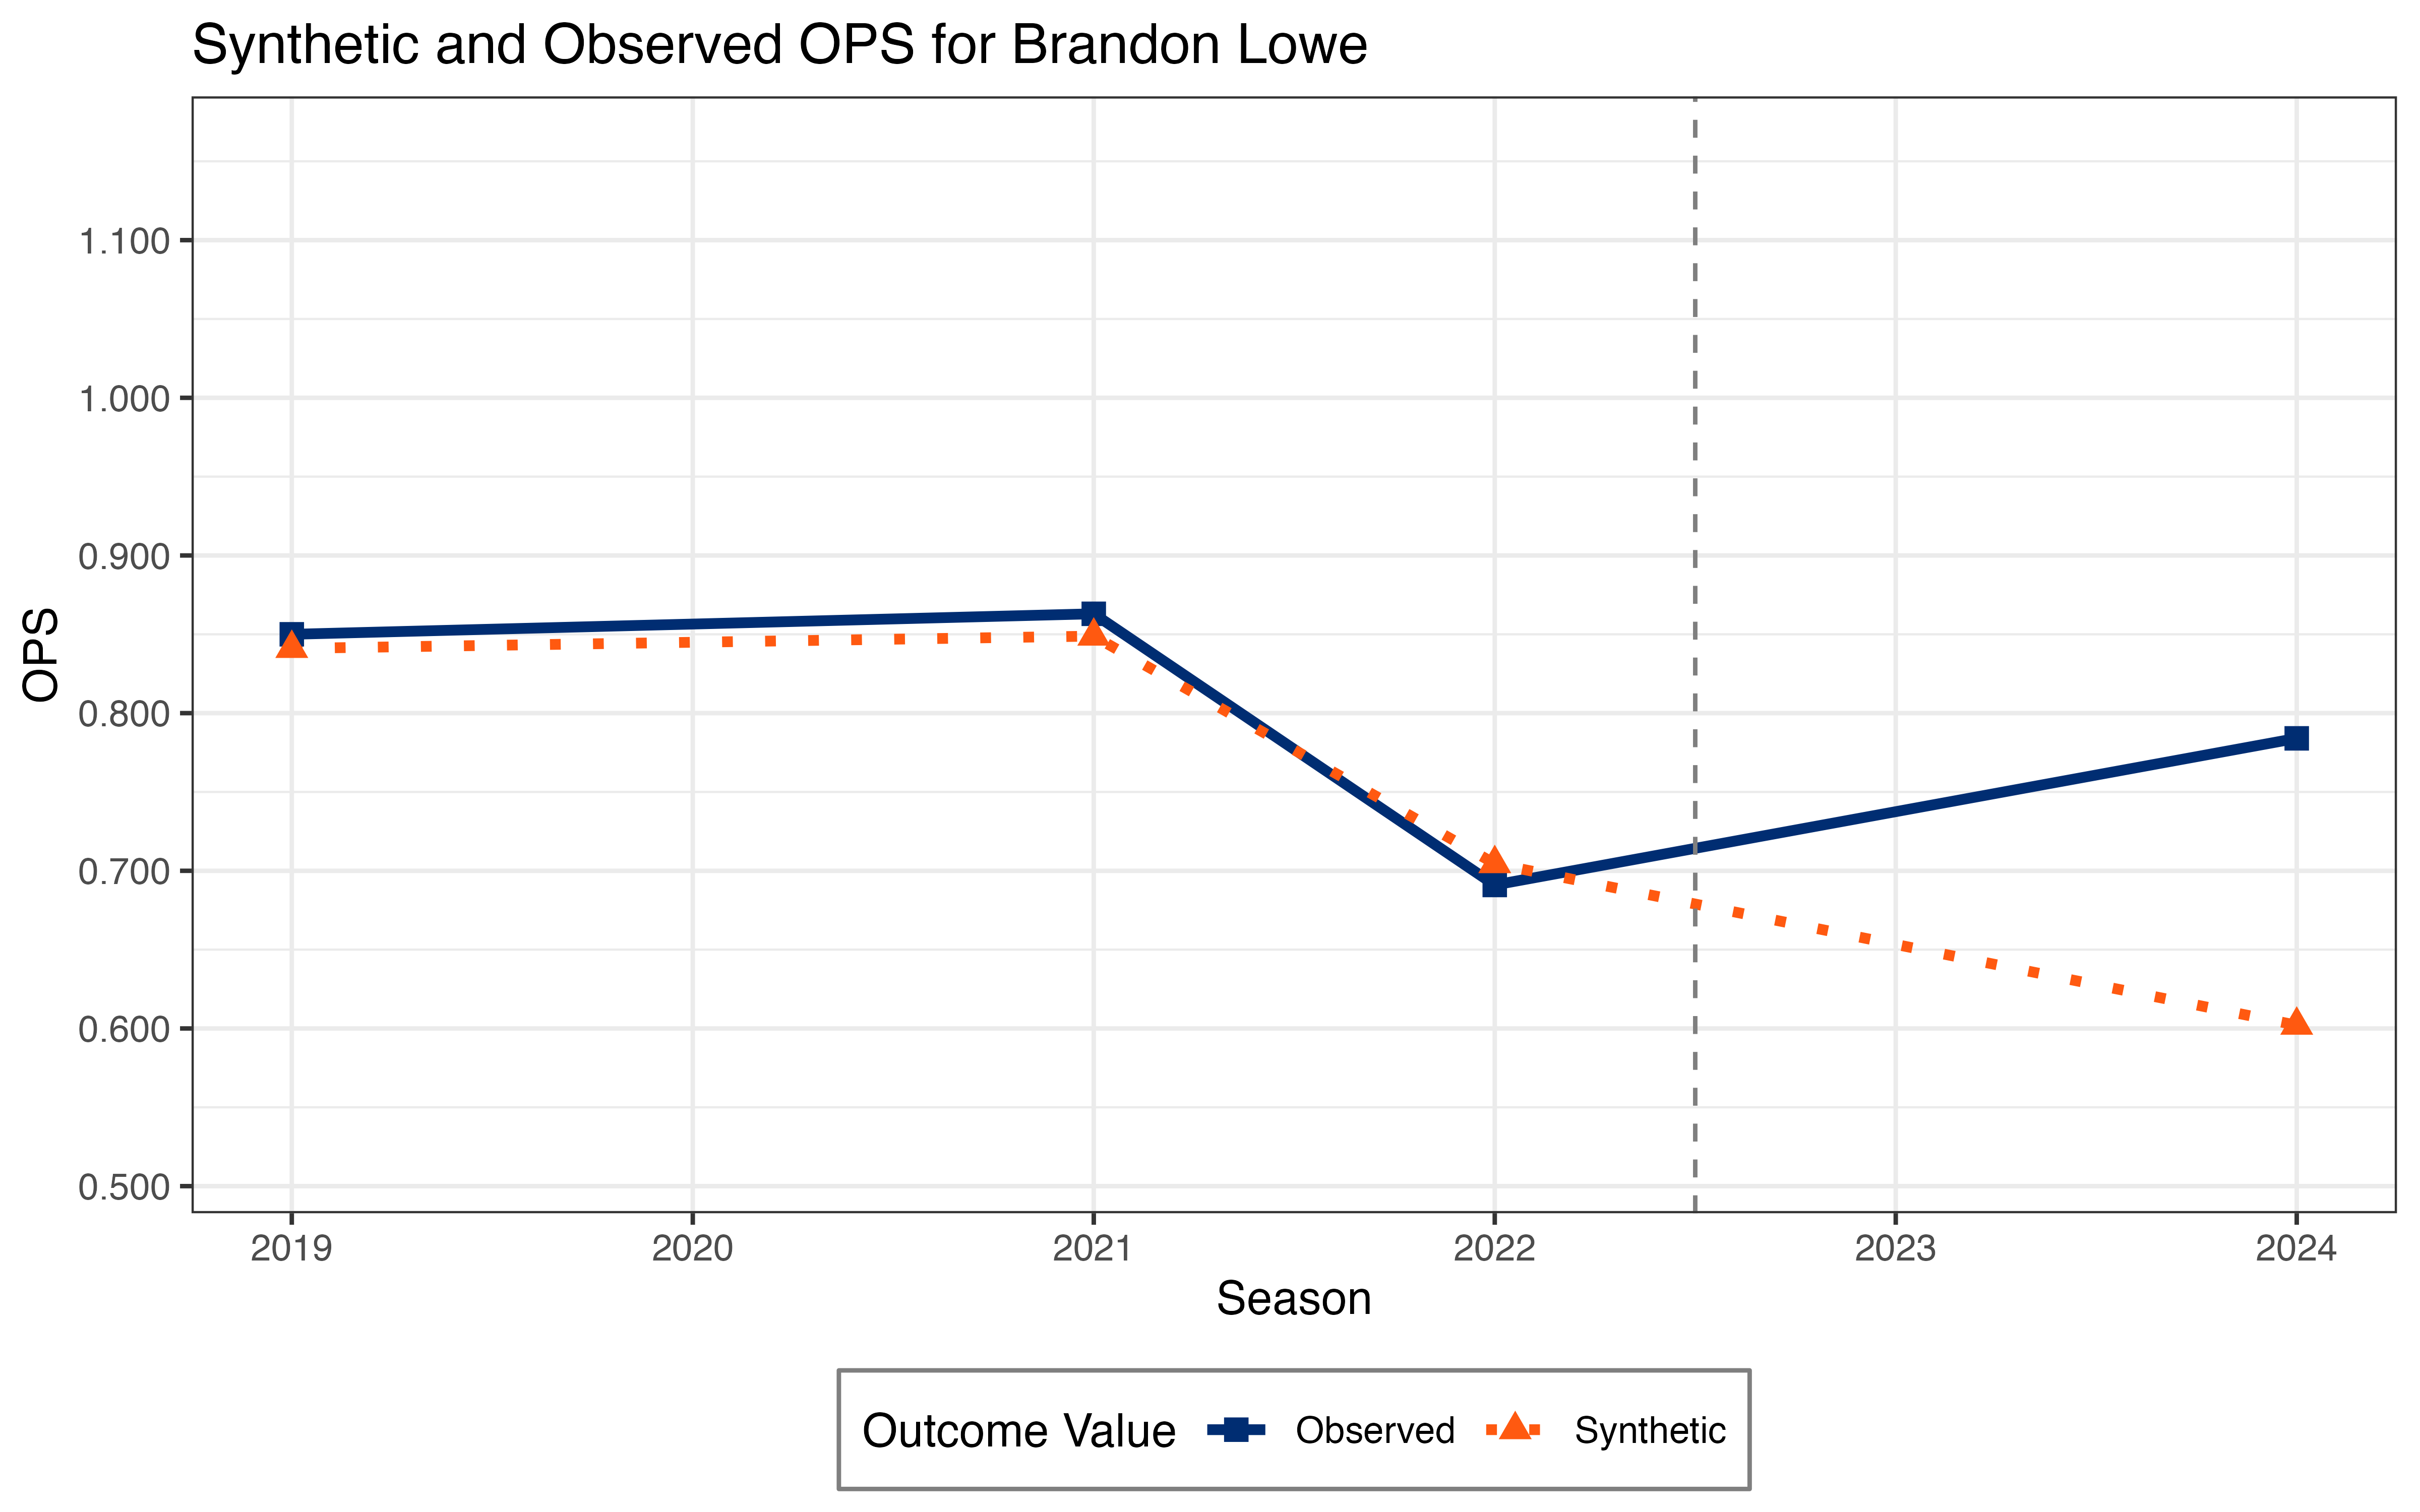 Synthetic and Observed OPS for Brandon Lowe
1.100
1.000
0.900
0.800
0.700
0.600
0.500
OPS
2019 2020 2021 2022 2023 2024
Season
Outcome Value Observed Synthetic